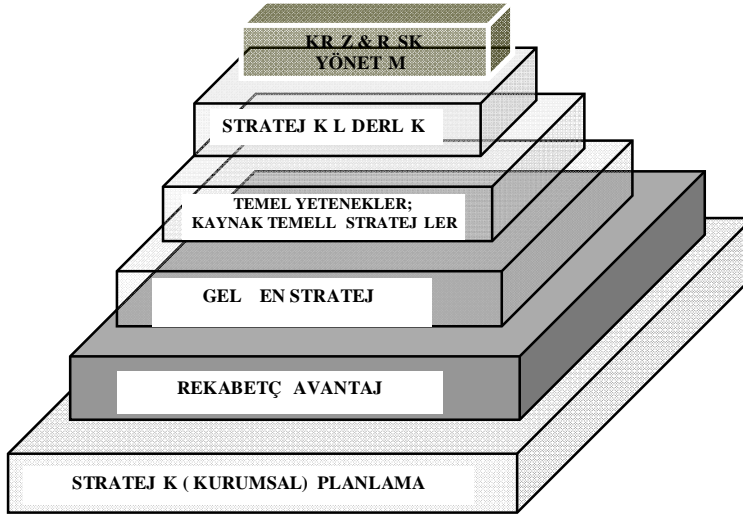 KR Z & R SK
YÖNET M
STRATEJ K L DERL K
TEMEL YETENEKLER;
KAYNAK TEMELL STRATEJ LER
GEL EN STRATEJ
REKABETÇ AVANTAJ
STRATEJ K ( KURUMSAL) PLANLAMA